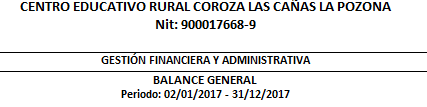 CENTRO EDUCATIVO RURAL COROZA LAS CAÑAS LA POZONA
Nit: 900017668-9
GESTIÓN FINANCIERA Y ADMINISTRATIVA
BALANCE GENERAL
Periodo: 02/01/2017 - 31/12/2017